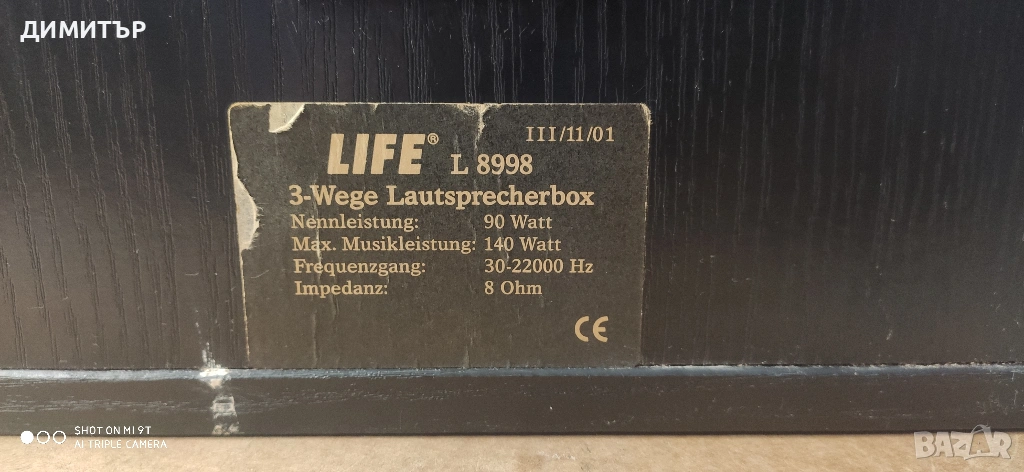 ДИМИТЪР
III/11/01
LIFE® L 8998
3-Wege Lautsprecherbox
Nennleistung: 90 Watt
Max. Musikleistung: 140 Watt
Frequenzgang: 30-22000 Hz
Impedanz: 8 Ohm
CE
SHOT ON MI 9T
AI TRIPLE CAMERA
BAZAR